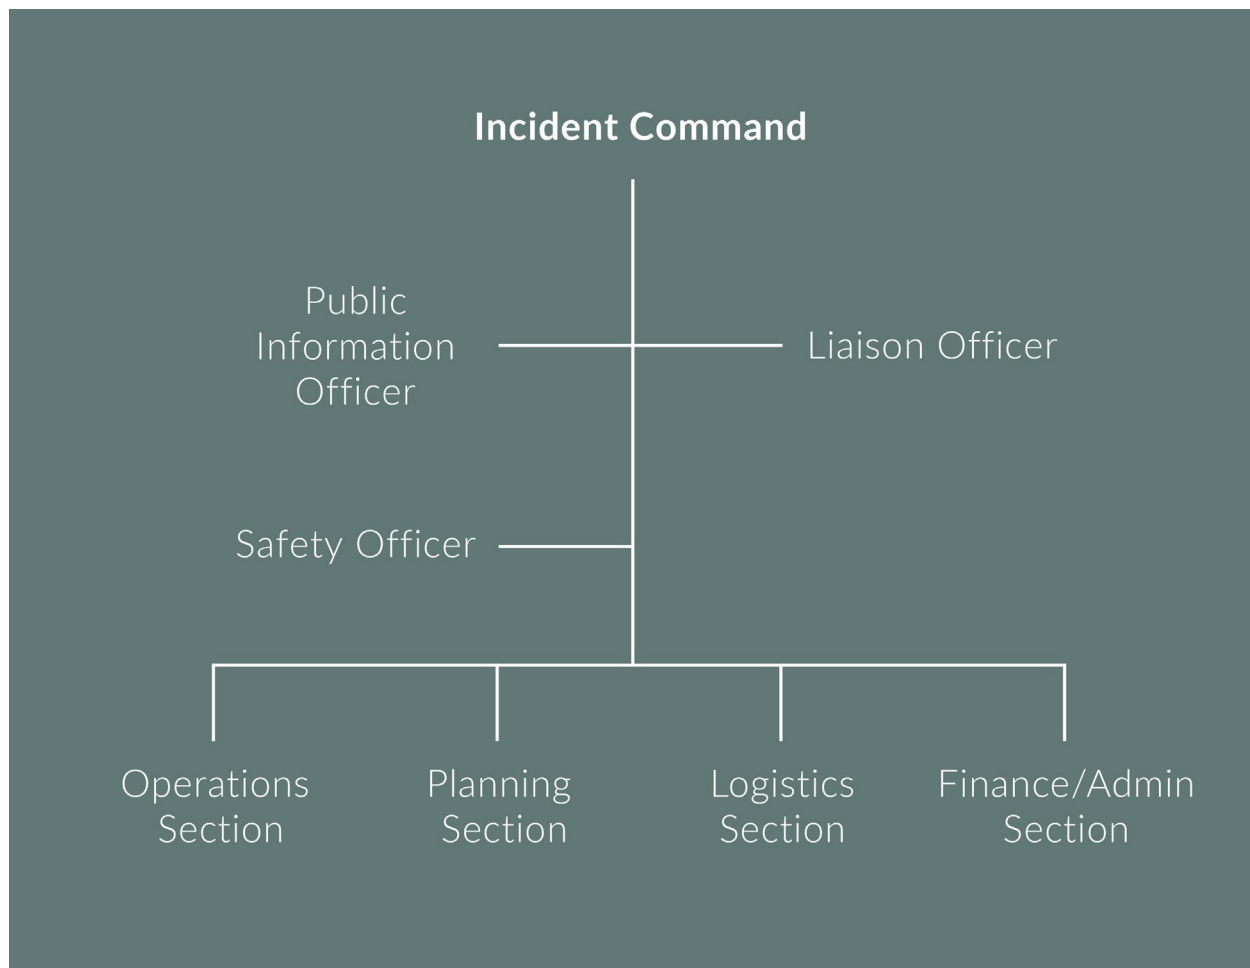 Incident Command
Public
Information
Officer
Liaison Officer
Safety Officer
Operations
Section
Planning
Section
Logistics
Section
Finance/Admin
Section